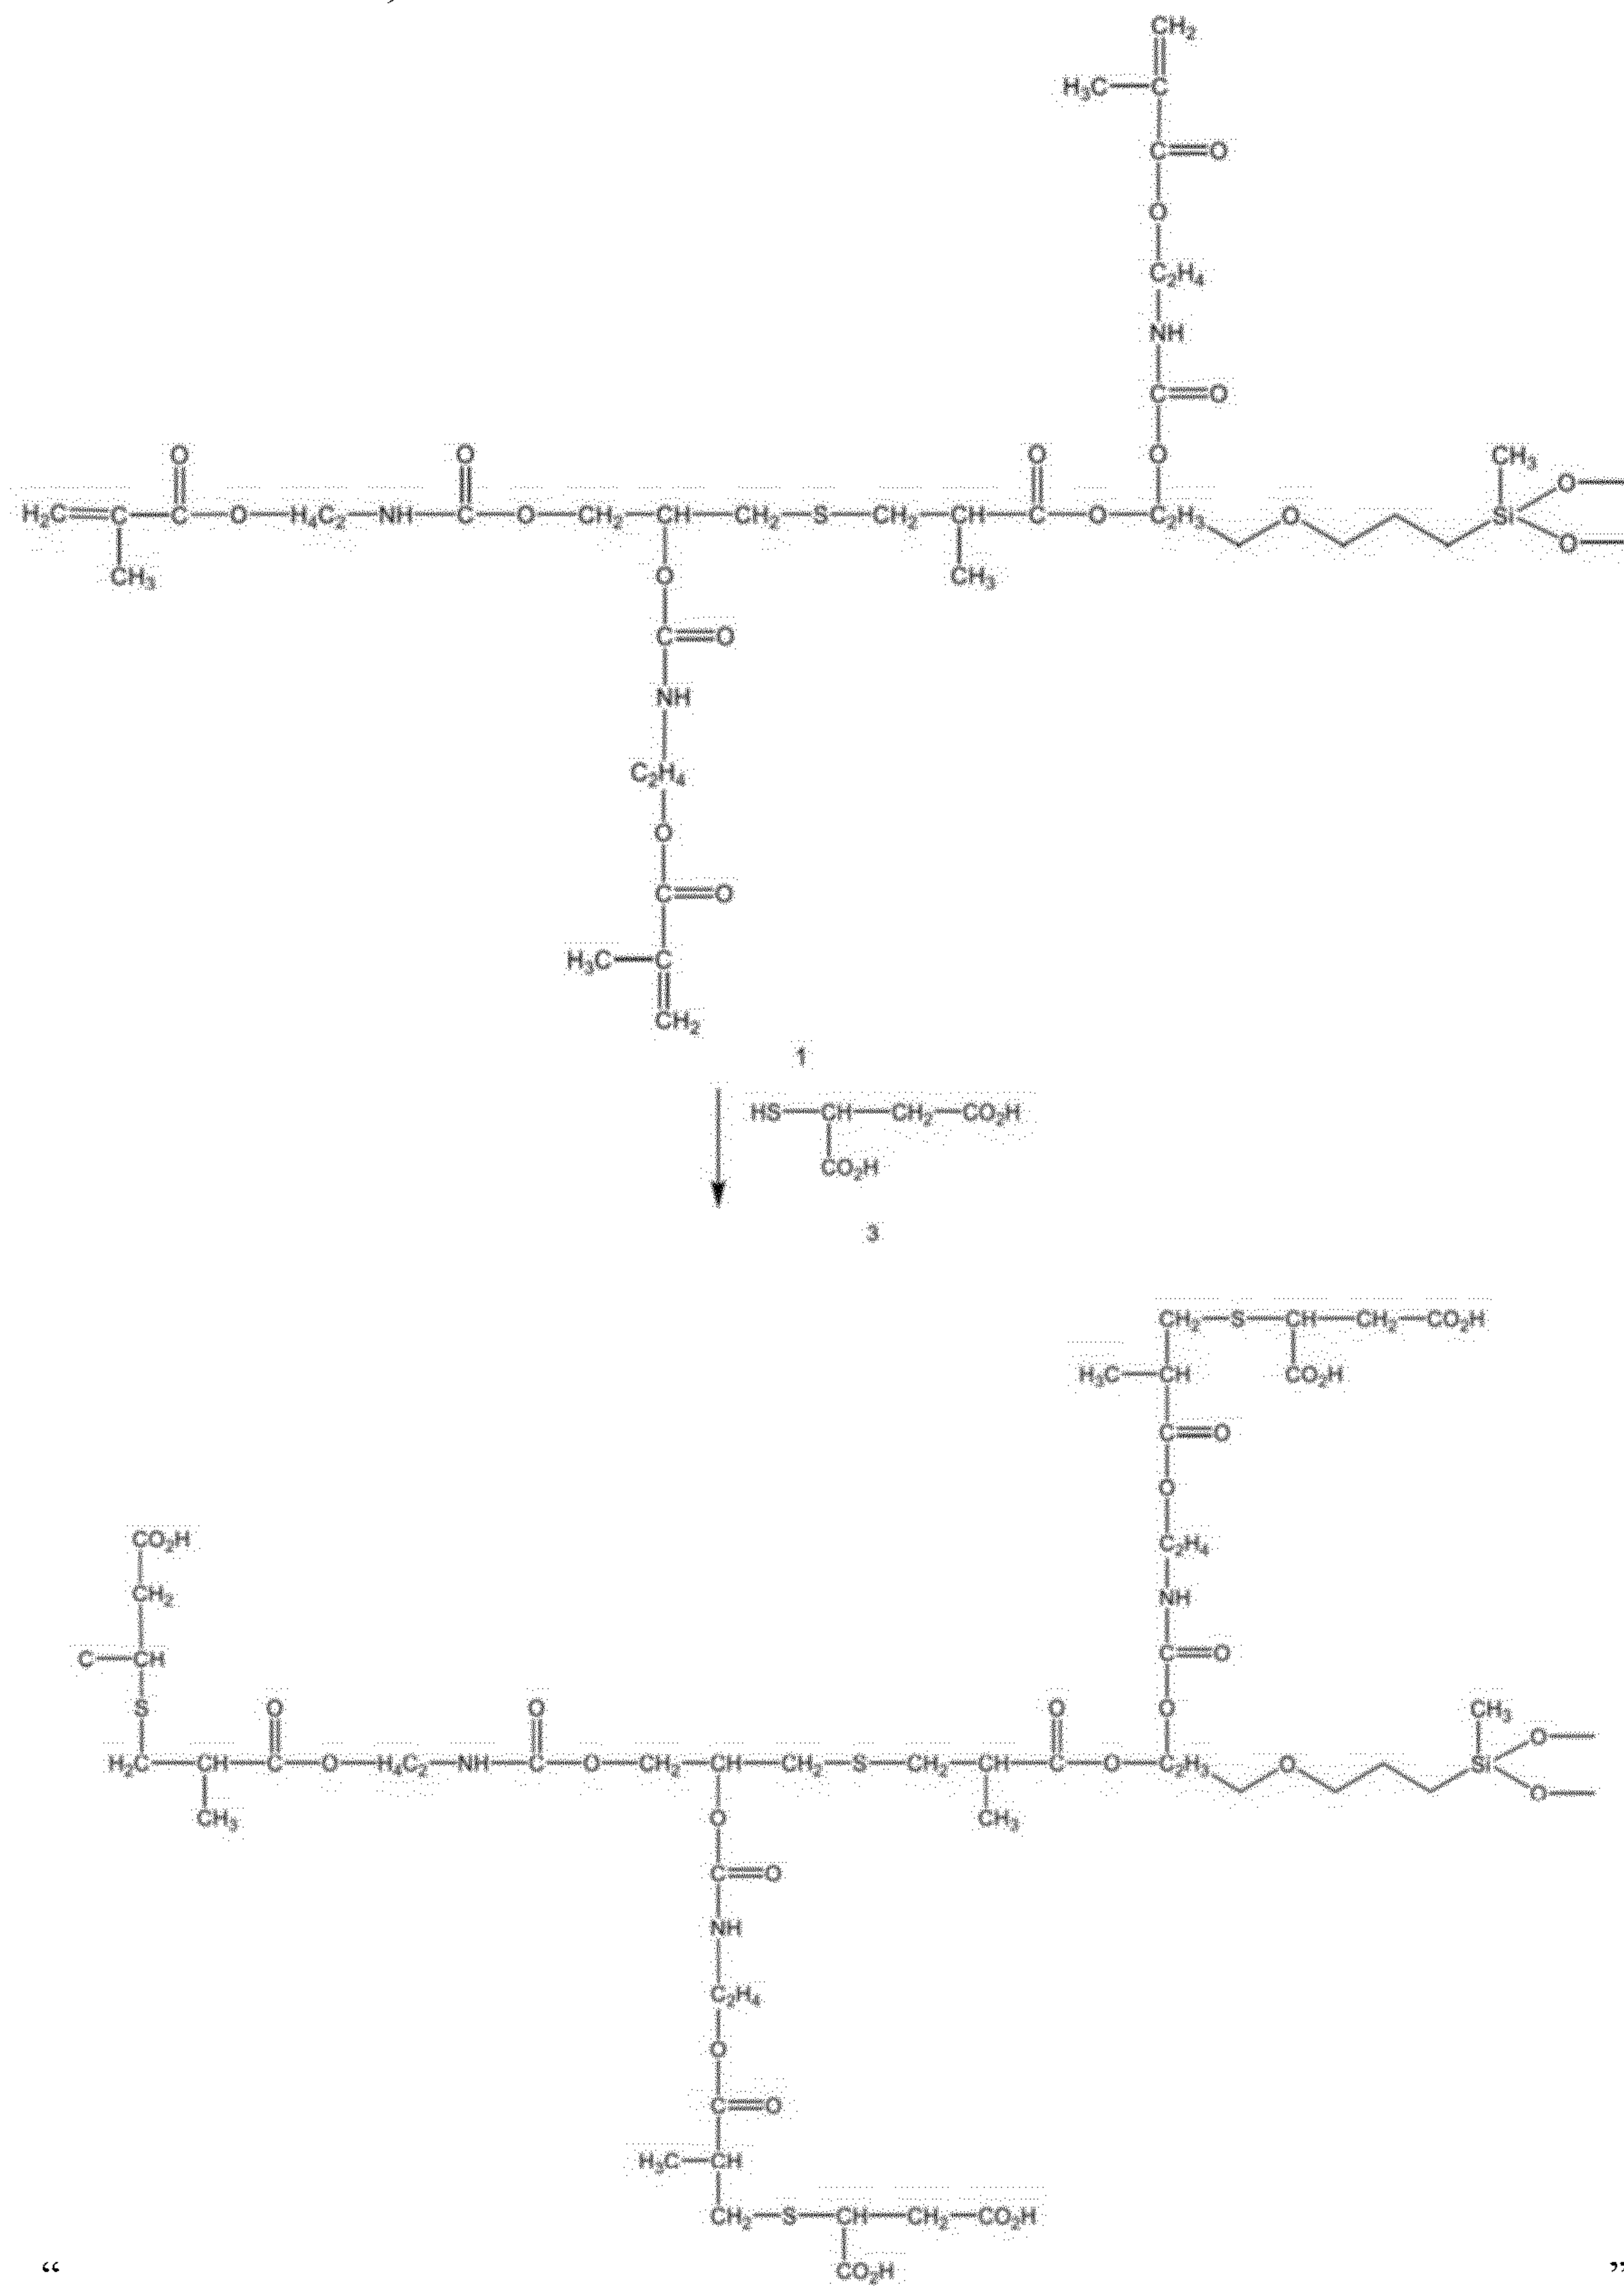 CH2
H3C C
C O
O
C2H4
NH
C O
O O O O CH3 O
H2C C C O H4C2 NH C O CH2 CH CH2 S CH2 CH C O C2H3 O Si
CH3 O CH3 O
C O
NH
C2H4
O
C O
H3C C
CH2
1
HS CH CH2 CO2H
CO2H
3
CH2 S CH CH2 CO2H
H3C CH CO2H
C O
O
CO2H C2H4
CH2 NH
C CH C O
S O O O O CH3 O
H2C CH C O H4C2 NH C O CH2 CH CH2 S CH2 CH C O C2H3 O Si
CH3 O CH3 O
C O
NH
C2H4
O
C O
H3C CH
CH2 S CH CH2 CO2H
“ CO2H ”